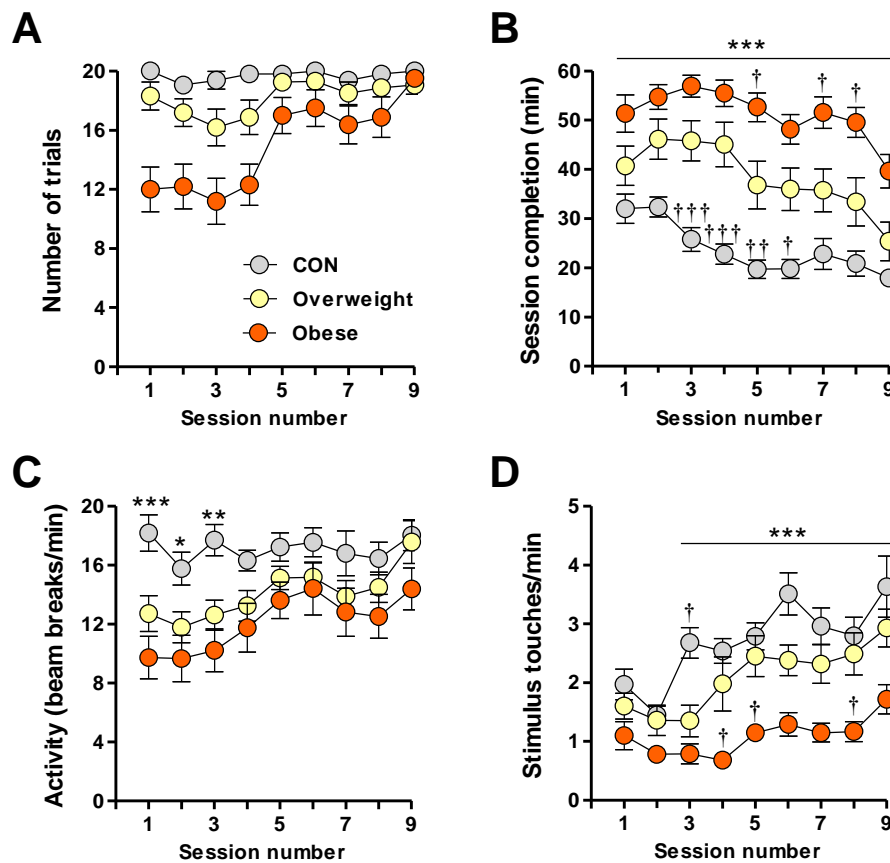 A
Number of trials
20
16
12
8
4
0
CON
Overweight
Obese
1 3 5 7 9
Session number
B
Session completion (min)
***
60
50
40
30
20
10
0
† † †
††† ††† †† †
1 3 5 7 9
Session number
C
Activity (beam breaks/min)
20
16
12
8
4
0
*** * **
1 3 5 7 9
Session number
D
Stimulus touches/min
5
4
3
2
1
0
***
†
† † †
1 3 5 7 9
Session number